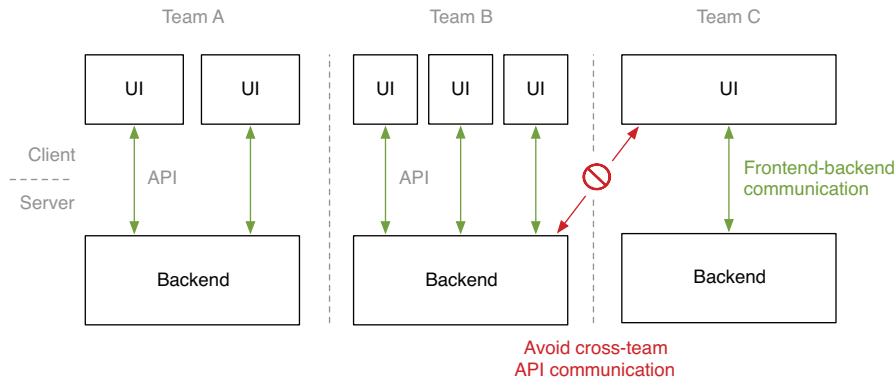 Team A
Team B
Team C
UI
UI
UI
UI
UI
UI
Client
Server
API
API
Frontend-backend
communication
Backend
Backend
Backend
Avoid cross-team
API communication